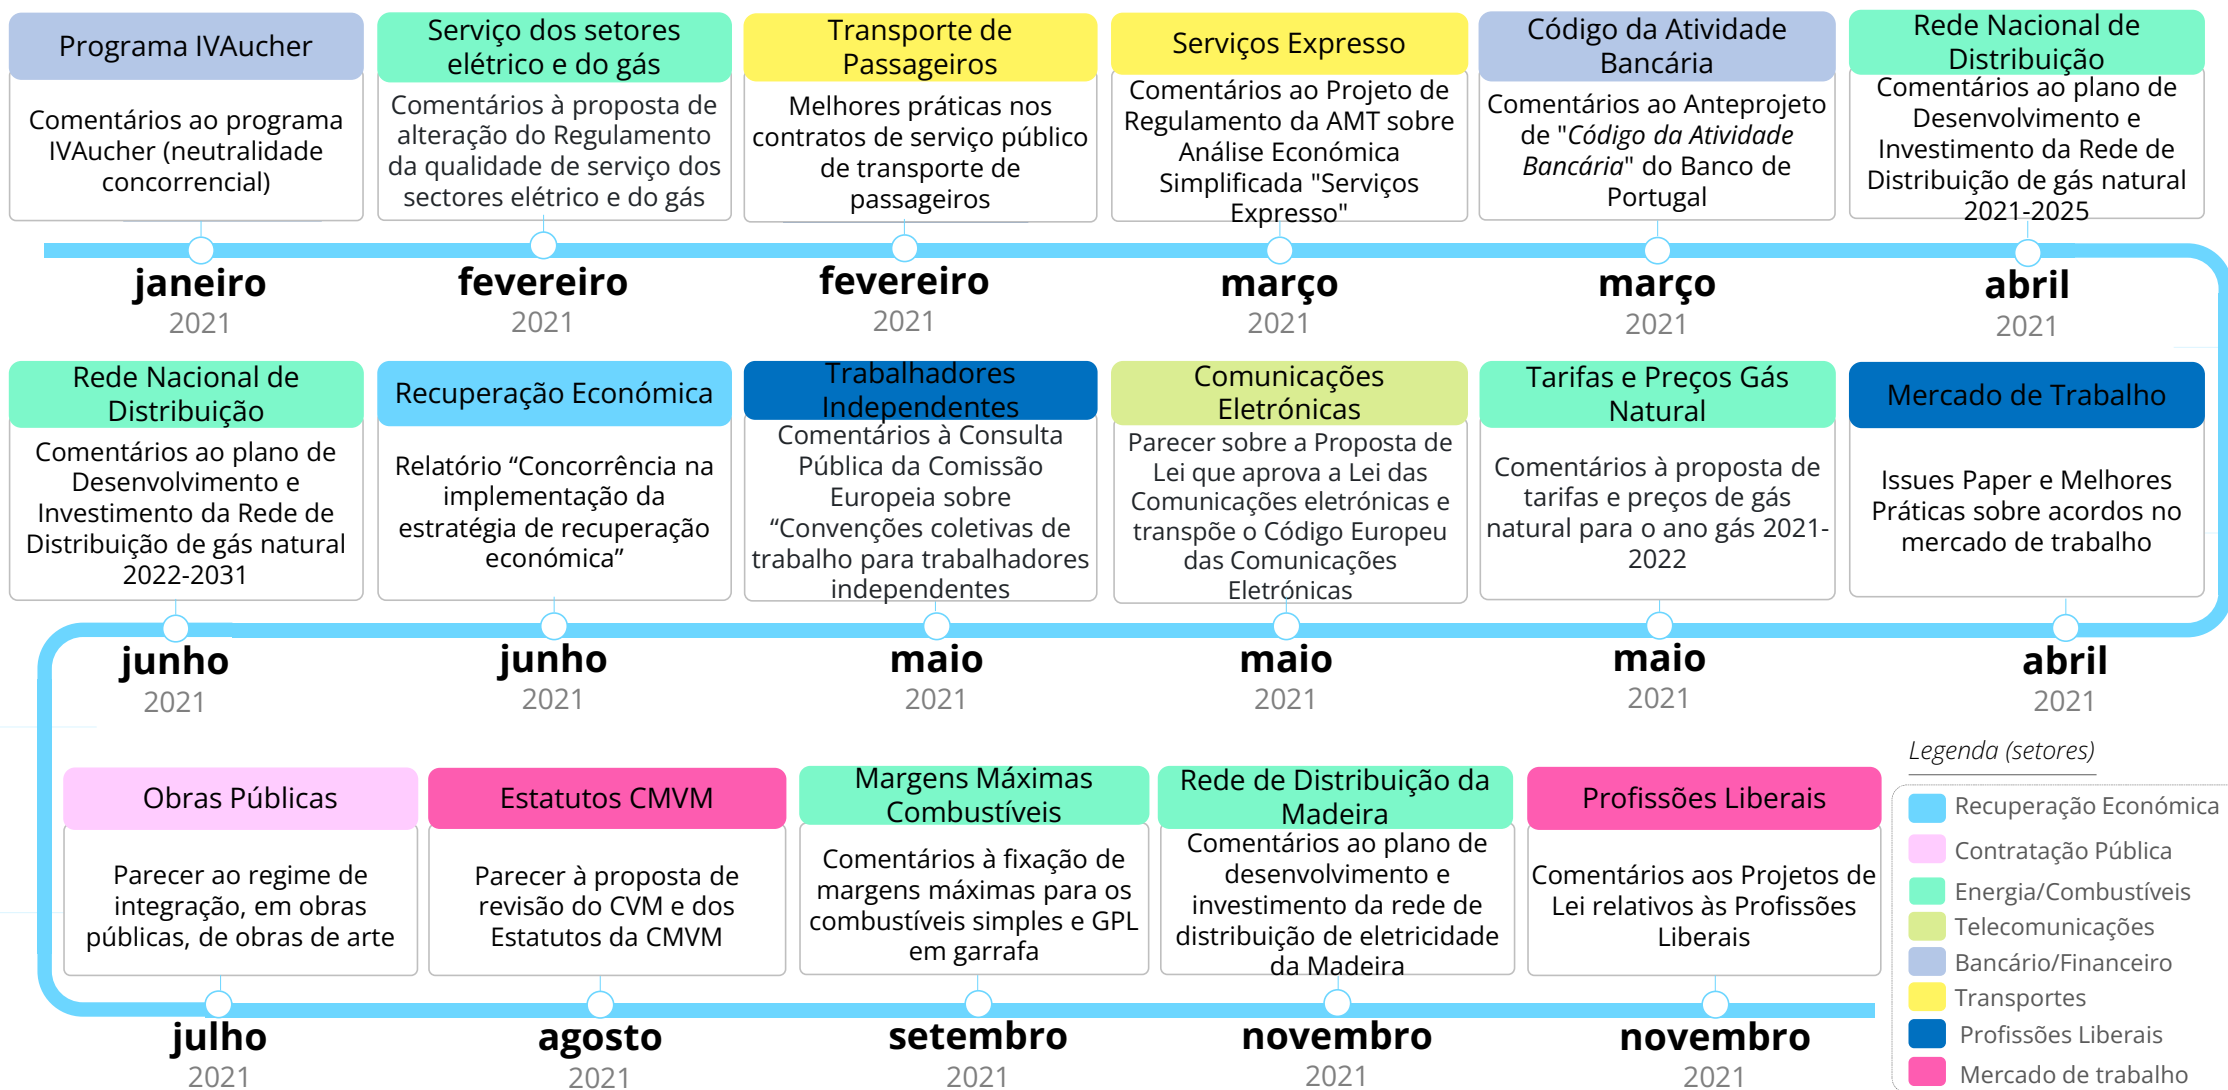 Programa IVAucher
Comentários ao programa
IVAucher (neutralidade
concorrencial)
janeiro
2021
Serviço dos setores
elétrico e do gás
Comentários à proposta de
alteração do Regulamento
da qualidade de serviço dos
sectores elétrico e do gás
fevereiro
2021
Transporte de
Passageiros
Melhores práticas nos
contratos de serviço público
de transporte de
passageiros
fevereiro
2021
Serviços Expresso
Comentários ao Projeto de
Regulamento da AMT sobre
Análise Económica
Simplificada "Serviços
Expresso"
março
2021
Código da Atividade
Bancária
Comentários ao Anteprojeto
de "Código da Atividade
Bancária" do Banco de
Portugal
março
2021
Rede Nacional de
Distribuição
Comentários ao plano de
Desenvolvimento e
Investimento da Rede de
Distribuição de gás natural
2021-2025
abril
2021
Rede Nacional de
Distribuição
Comentários ao plano de
Desenvolvimento e
Investimento da Rede de
Distribuição de gás natural
2022-2031
junho
2021
Recuperação Económica
Relatório “Concorrência na
implementação da
estratégia de recuperação
económica”
junho
2021
Trabalhadores
Independentes
Comentários à Consulta
Pública da Comissão
Europeia sobre
“Convenções coletivas de
trabalho para trabalhadores
independentes
maio
2021
Comunicações
Eletrónicas
Parecer sobre a Proposta de
Lei que aprova a Lei das
Comunicações eletrónicas e
transpõe o Código Europeu
das Comunicações
Eletrónicas
maio
2021
Tarifas e Preços Gás
Natural
Comentários à proposta de
tarifas e preços de gás
natural para o ano gás 2021-
2022
maio
2021
Mercado de Trabalho
Issues Paper e Melhores
Práticas sobre acordos no
mercado de trabalho
abril
2021
Obras Públicas
Parecer ao regime de
integração, em obras
públicas, de obras de arte
julho
2021
Estatutos CMVM
Parecer à proposta de
revisão do CVM e dos
Estatutos da CMVM
agosto
2021
Margens Máximas
Combustíveis
Comentários à fixação de
margens máximas para os
combustíveis simples e GPL
em garrafa
setembro
2021
Rede de Distribuição da
Madeira
Comentários ao plano de
desenvolvimento e
investimento da rede de
distribuição de eletricidade
da Madeira
novembro
2021
Profissões Liberais
Comentários aos Projetos de
Lei relativos às Profissões
Liberais
novembro
2021
Legenda (setores)
Recuperação Económica
Contratação Pública
Energia/Combustíveis
Telecomunicações
Bancário/Financeiro
Transportes
Profissões Liberais
Mercado de trabalho